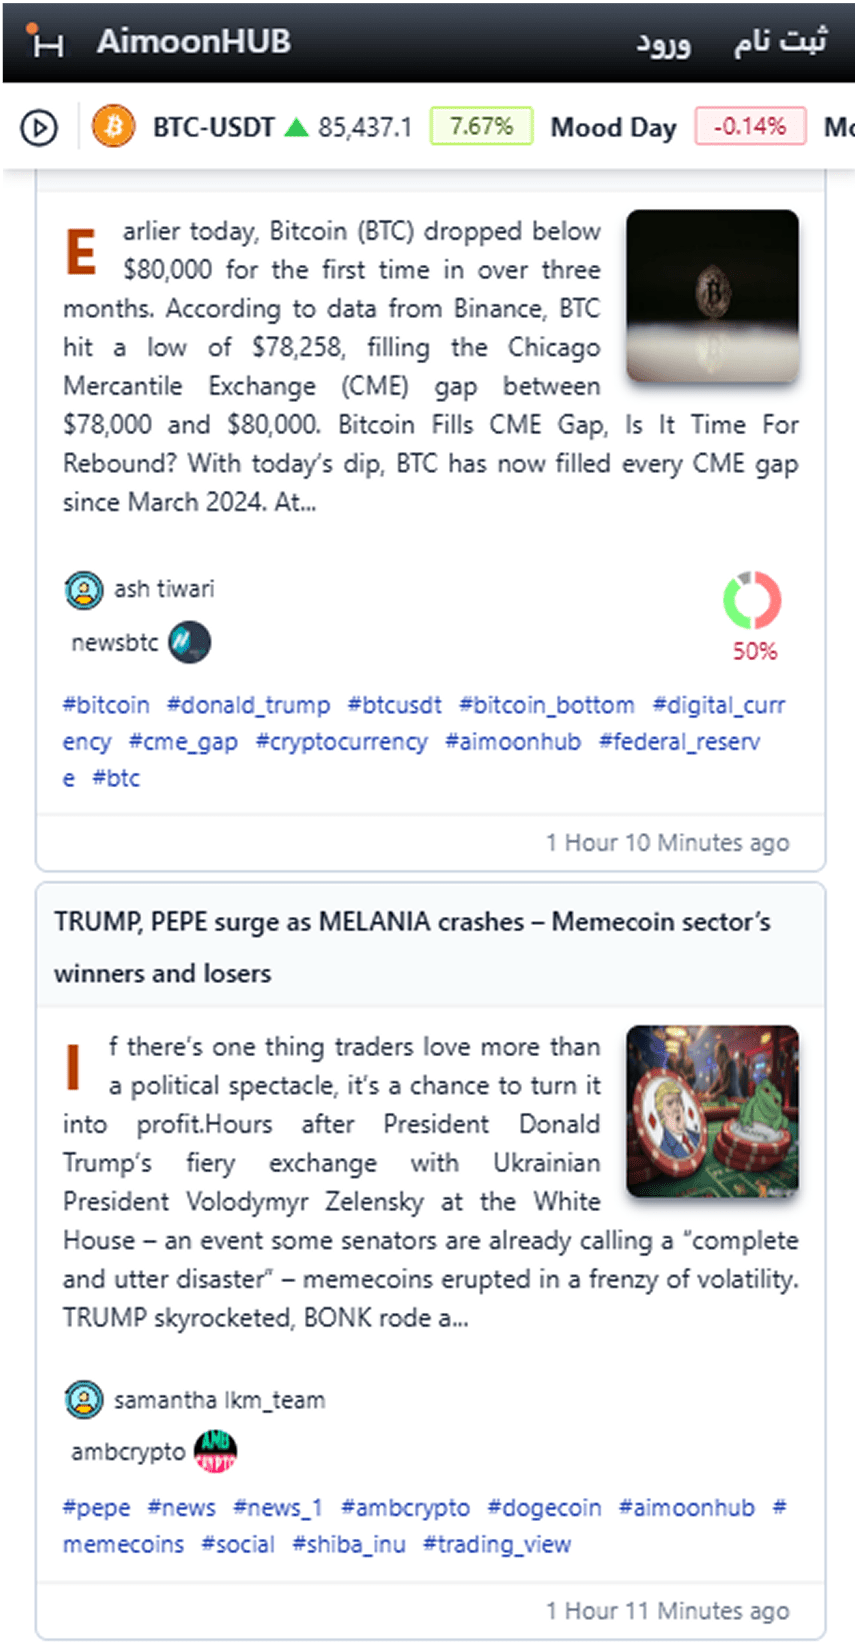 AimoonHUB ورود ثبت نام
BTC-USDT 85,437.1 7.67% Mood Day -0.14% Mo
Earlier today, Bitcoin (BTC) dropped below
$80,000 for the first time in over three
months. According to data from Binance, BTC
hit a low of $78,258, filling the Chicago
Mercantile Exchange (CME) gap between
$78,000 and $80,000. Bitcoin Fills CME Gap, Is It Time For
Rebound? With today's dip, BTC has now filled every CME gap
since March 2024. At...
ash tiwari
newsbtc
50%
#bitcoin #donald_trump #btcusdt #bitcoin_bottom #digital_curr
ency #cme_gap #cryptocurrency #aimoonhub #federal_reserv
e #btc
1 Hour 10 Minutes ago
TRUMP, PEPE surge as MELANIA crashes – Memecoin sector's
winners and losers
If there's one thing traders love more than
a political spectacle, it's a chance to turn it
into profit.Hours after President Donald
Trump's fiery exchange with Ukrainian
President Volodymyr Zelensky at the White
House – an event some senators are already calling a "complete
and utter disaster" – memecoins erupted in a frenzy of volatility.
TRUMP skyrocketed, BONK rode a...
samantha lkm_team
ambcrypto
AMB
CRYPTO
#pepe #news #news_1 #ambcrypto #dogecoin #aimoonhub #
memecoins #social #shiba_inu #trading_view
1 Hour 11 Minutes ago